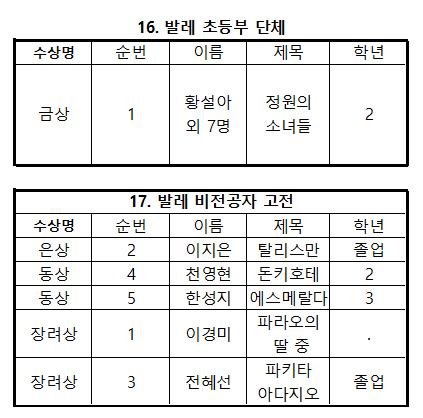 16. 발레 초등부 단체
수상명 순번 이름 제목 학년
금상 1 황설아 외 7명 정원의 소녀들 2
17. 발레 비전공자 고전
수상명 순번 이름 제목 학년
은상 2 이지은 탈리스만 졸업
동상 4 천영현 돈키호테 2
동상 5 한성지 에스메랄다 3
장려상 1 이경미 파라오의 딸 중 .
장려상 3 전혜선 파키타 아다지오 졸업